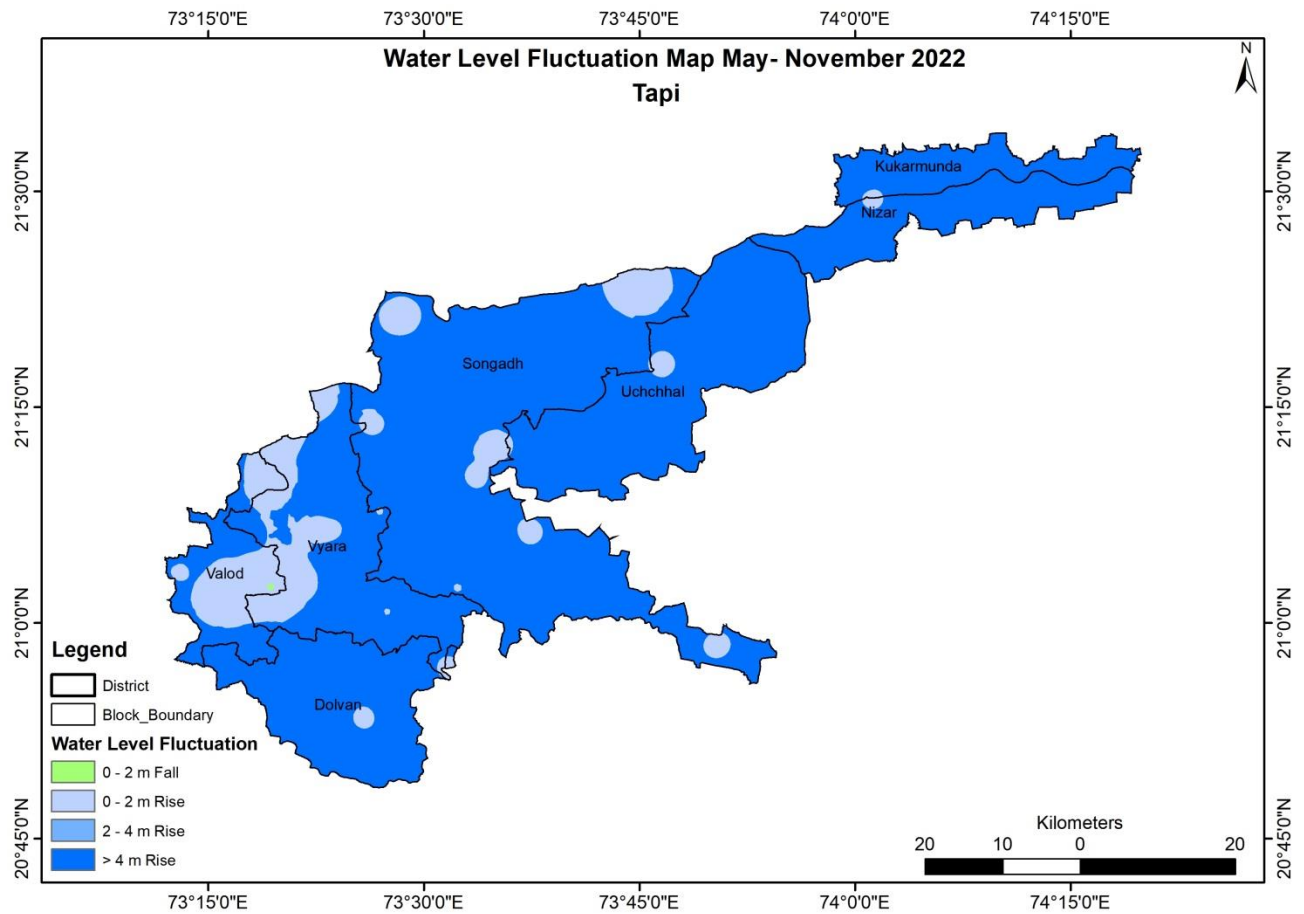 73°15'0"E 73°30'0"E 73°45'0"E 74°0'0"E 74°15'0"E
Water Level Fluctuation Map May- November 2022
Tapi
N
21°30'0"N 21°30'0"N
Kukarmunda
Nizar
Songadh
Uchchhal
21°15'0"N 21°15'0"N
Vyara
Valod
21°0'0"N 21°0'0"N
Dolvan
Legend
District
Block_Boundary
Water Level Fluctuation
0 - 2 m Fall
0 - 2 m Rise
2 - 4 m Rise
> 4 m Rise
20°45'0"N 20°45'0"N
Kilometers
20 10 0 20
73°15'0"E 73°30'0"E 73°45'0"E 74°0'0"E 74°15'0"E